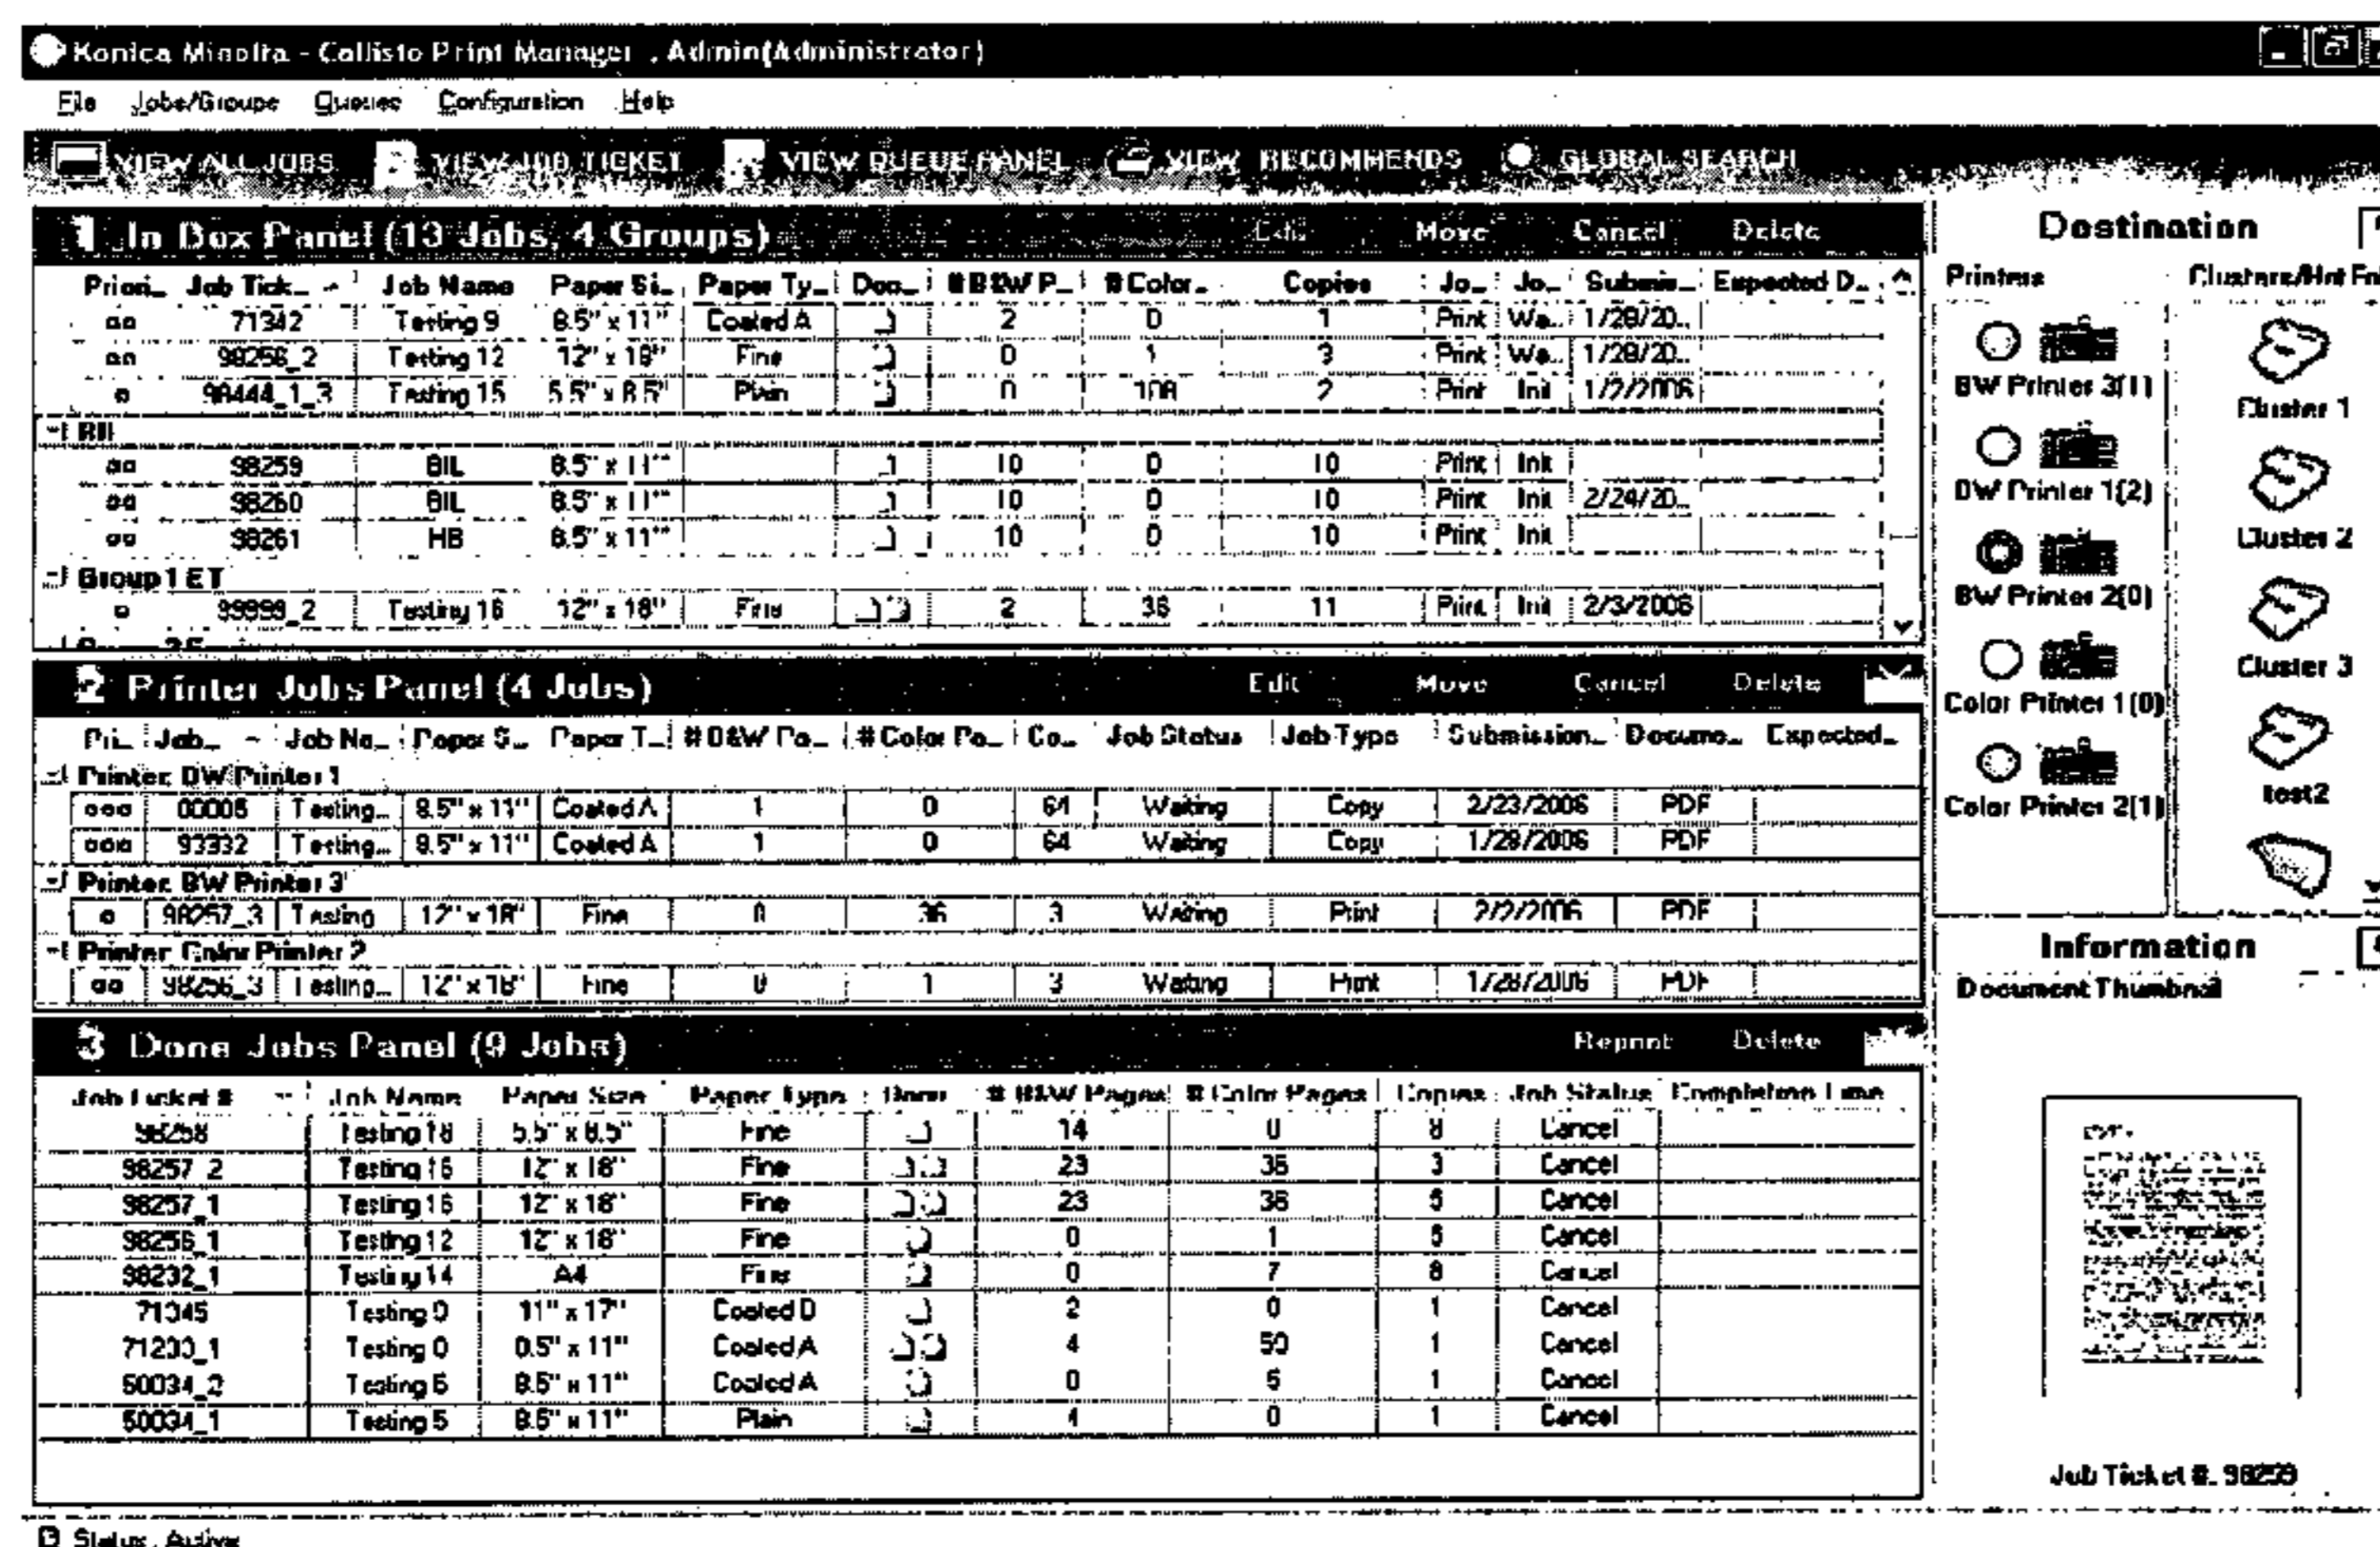 Konica Minolta - Callisto Print Manager , Admin(Administrator)
File Jobs/Groups Queues Configuration Help
VIEW ALL JOBS VIEW JOB TICKET VIEW QUEUE PANEL VIEW RECOMMENDS GLOBAL SEARCH
1 In Box Panel (13 Jobs, 4 Groups) Edit Move Cancel Delete
Priori... Job Tick... Job Name Paper Si... Paper Ty... Doc... # B&W P... # Color... Copies Jo... Jo... Submis... Expected D...
71342 Testing 9 8.5" x 11" Coated A 2 0 1 Print Wa... 1/28/20...
98256_2 Testing 12 12" x 18" Fine 0 1 3 Print Wa... 1/28/20...
98444_1_3 Testing 15 5.5" x 8.5" Plain 0 108 2 Print Init 1/2/2006
98259 BIL 8.5" x 11" 10 0 10 Print Init
98260 BIL 8.5" x 11" 10 0 10 Print Init 2/24/20...
98261 HB 8.5" x 11" 10 0 10 Print Init
Group 1 ET
99999_2 Testing 16 12" x 18" Fine 2 36 11 Print Init 2/3/2006
2 Printer Jobs Panel (4 Jobs) Edit Move Cancel Delete
Pri... Job... Job Na... Paper S... Paper T... # B&W Pa... # Color Pa... Co... Job Status Job Type Submission... Docume... Expected...
Printer: BW Printer 1
00005 Testing... 8.5" x 11" Coated A 1 0 64 Waiting Copy 2/23/2006 PDF
93332 Testing... 8.5" x 11" Coated A 1 0 64 Waiting Copy 1/28/2006 PDF
Printer: BW Printer 3
98257_3 Testing 12" x 18" Fine 0 36 3 Waiting Print 2/2/2006 PDF
Printer: Color Printer 2
98256_3 Testing... 12" x 18" Fine 0 1 3 Waiting Print 1/28/2006 PDF
3 Done Jobs Panel (9 Jobs) Reprint Delete
Job Ticket # Job Name Paper Size Paper Type # B&W Pages # Color Pages Copies Job Status Completion Time
98258 Testing 18 5.5" x 8.5" Fine 14 0 8 Cancel
98257_2 Testing 16 12" x 18" Fine 23 36 3 Cancel
98257_1 Testing 16 12" x 18" Fine 23 36 5 Cancel
98256_1 Testing 12 12" x 18" Fine 0 1 5 Cancel
98232_1 Testing 14 A4 Fine 0 7 8 Cancel
71345 Testing 11" x 17" Coated 2 0 1 Cancel
Testing 8.5" x 11" Coated A 4 50 1 Cancel
50034_2 Testing 8.5" x 11" Coated A 0 1 Cancel
50034_1 Testing 5 8.5" x 11" Plain 4 0 1 Cancel
Status: Active
Destination
Printers Clusters/Hot
BW Printer 3(1)
BW Printer 1(2)
BW Printer 2(0)
Color Printer 1(0)
Color Printer 2(1)
Cluster 1
Cluster 2
Cluster 3
test2
Information
Document Thumbnail
Job Ticket #: 98259